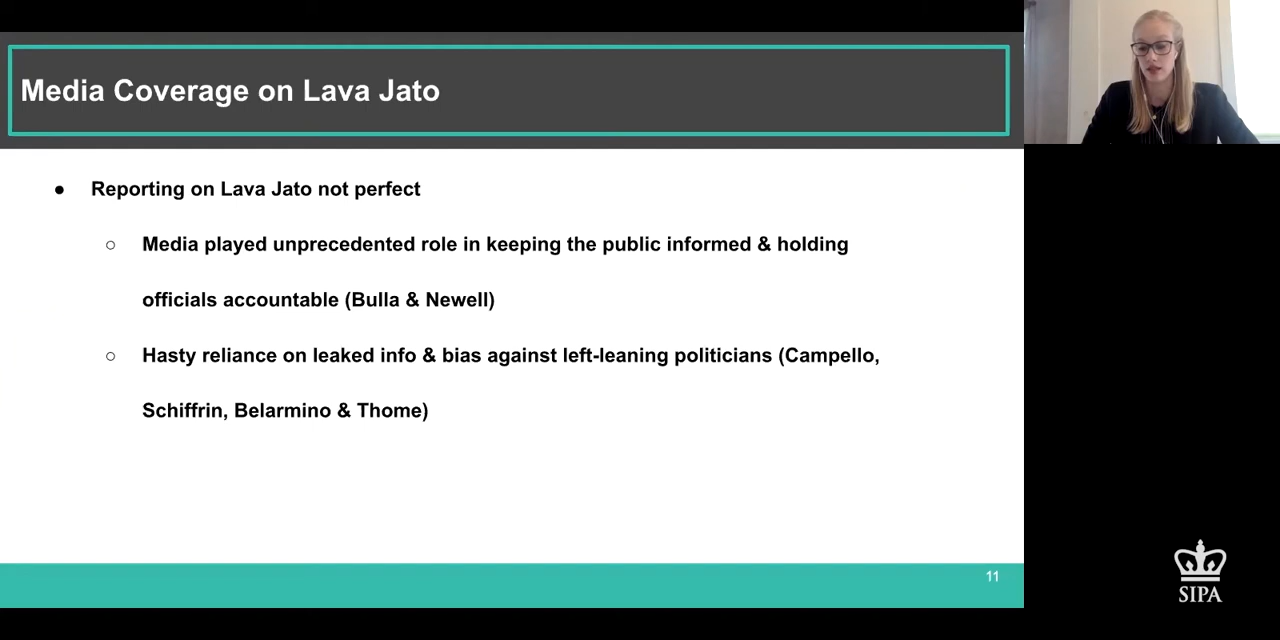 Media Coverage on Lava Jato
● Reporting on Lava Jato not perfect
○ Media played unprecedented role in keeping the public informed & holding
officials accountable (Bulla & Newell)
○ Hasty reliance on leaked info & bias against left-leaning politicians (Campello,
Schiffrin, Belarmino & Thome)
11
SIPA